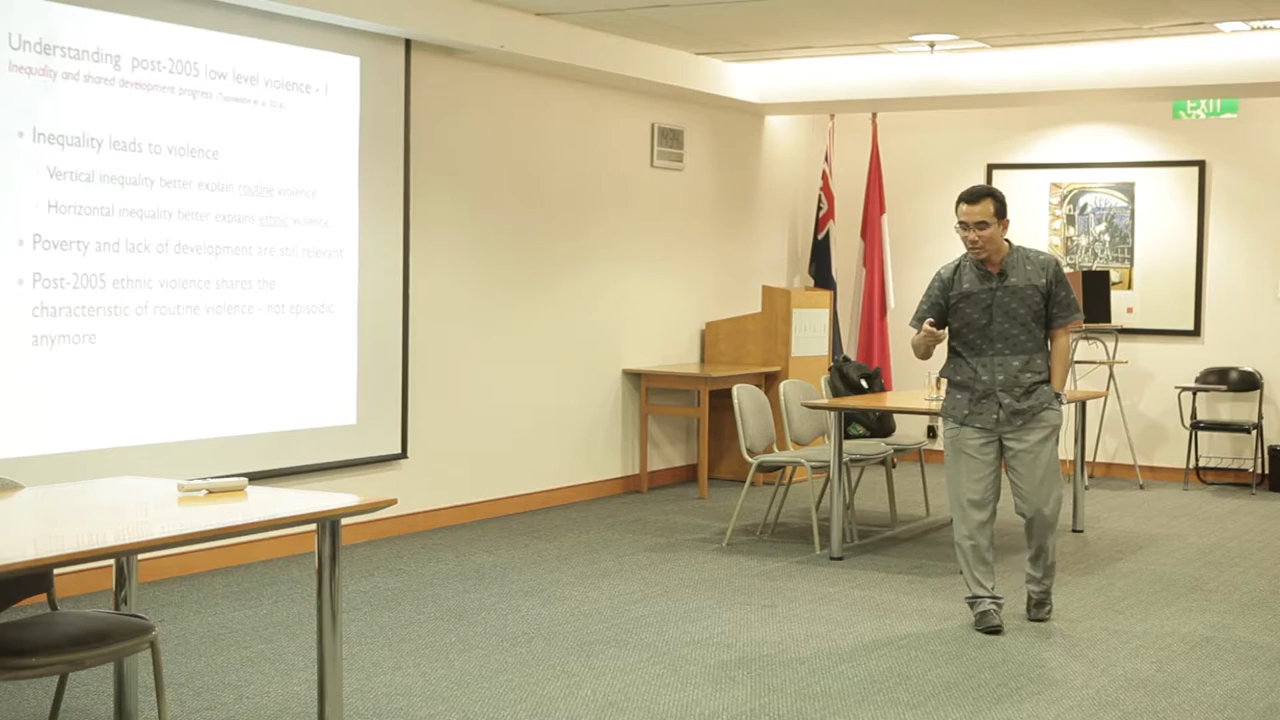 Understanding post-2005 low level violence - 1
Inequality and shared development progress
• Inequality leads to violence
Vertical inequality better explain routine violence
Horizontal inequality better explains ethnic violence
• Poverty and lack of development are still relevant
• Post-2005 ethnic violence shares the
characteristic of routine violence - not episodic
anymore
EXIT